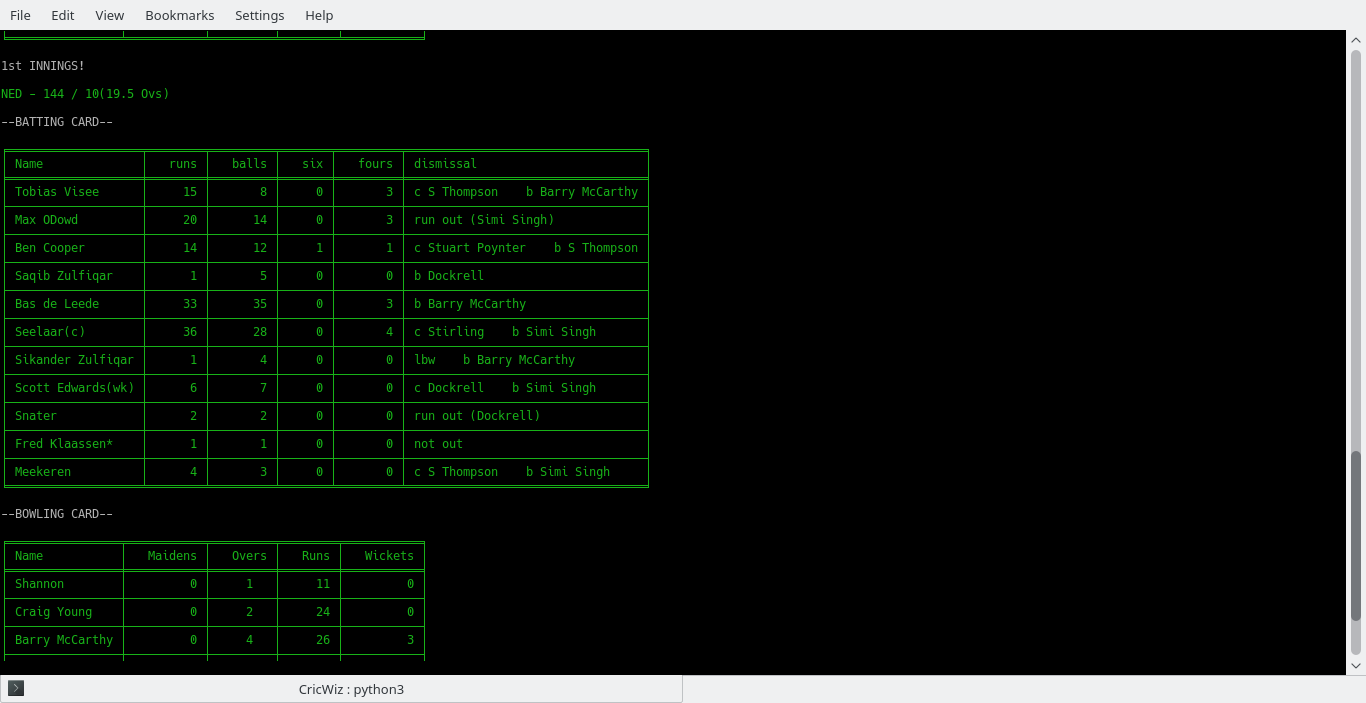 File Edit View Bookmarks Settings Help
1st INNINGS!
NED - 144 / 10(19.5 Ovs)
--BATTING CARD--
Name runs balls six fours dismissal
Tobias Visee 15 8 0 3 c S Thompson b Barry McCarthy
Max ODowd 20 14 0 3 run out (Simi Singh)
Ben Cooper 14 12 1 1 c Stuart Poynter b S Thompson
Saqib Zulfiqar 1 5 0 0 b Dockrell
Bas de Leede 33 35 0 3 b Barry McCarthy
Seelaar(c) 36 28 0 4 c Stirling b Simi Singh
Sikander Zulfiqar 1 4 0 0 lbw b Barry McCarthy
Scott Edwards(wk) 6 7 0 0 c Dockrell b Simi Singh
Snater 2 2 0 0 run out (Dockrell)
Fred Klaassen* 1 1 0 0 not out
Meekeren 4 3 0 0 c S Thompson b Simi Singh
--BOWLING CARD--
Name Maidens Overs Runs Wickets
Shannon 0 1 11 0
Craig Young 0 2 24 0
Barry McCarthy 0 4 26 3
CricWiz : python3